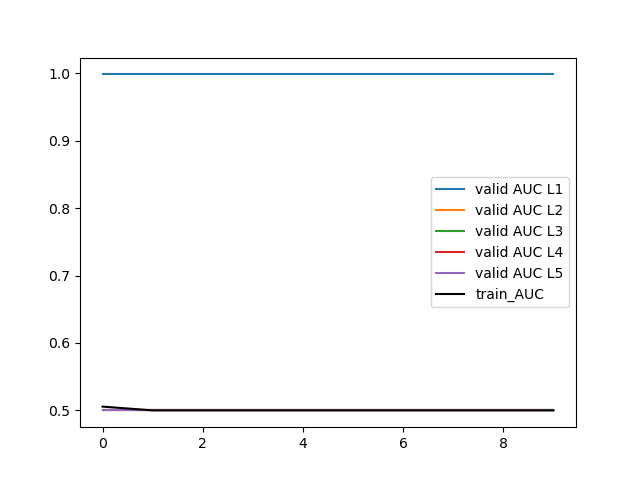 1.0
0.9
0.8
0.7
0.6
0.5
0
2
4
6
8
valid AUC L1
valid AUC L2
valid AUC L3
valid AUC L4
valid AUC L5
train_AUC